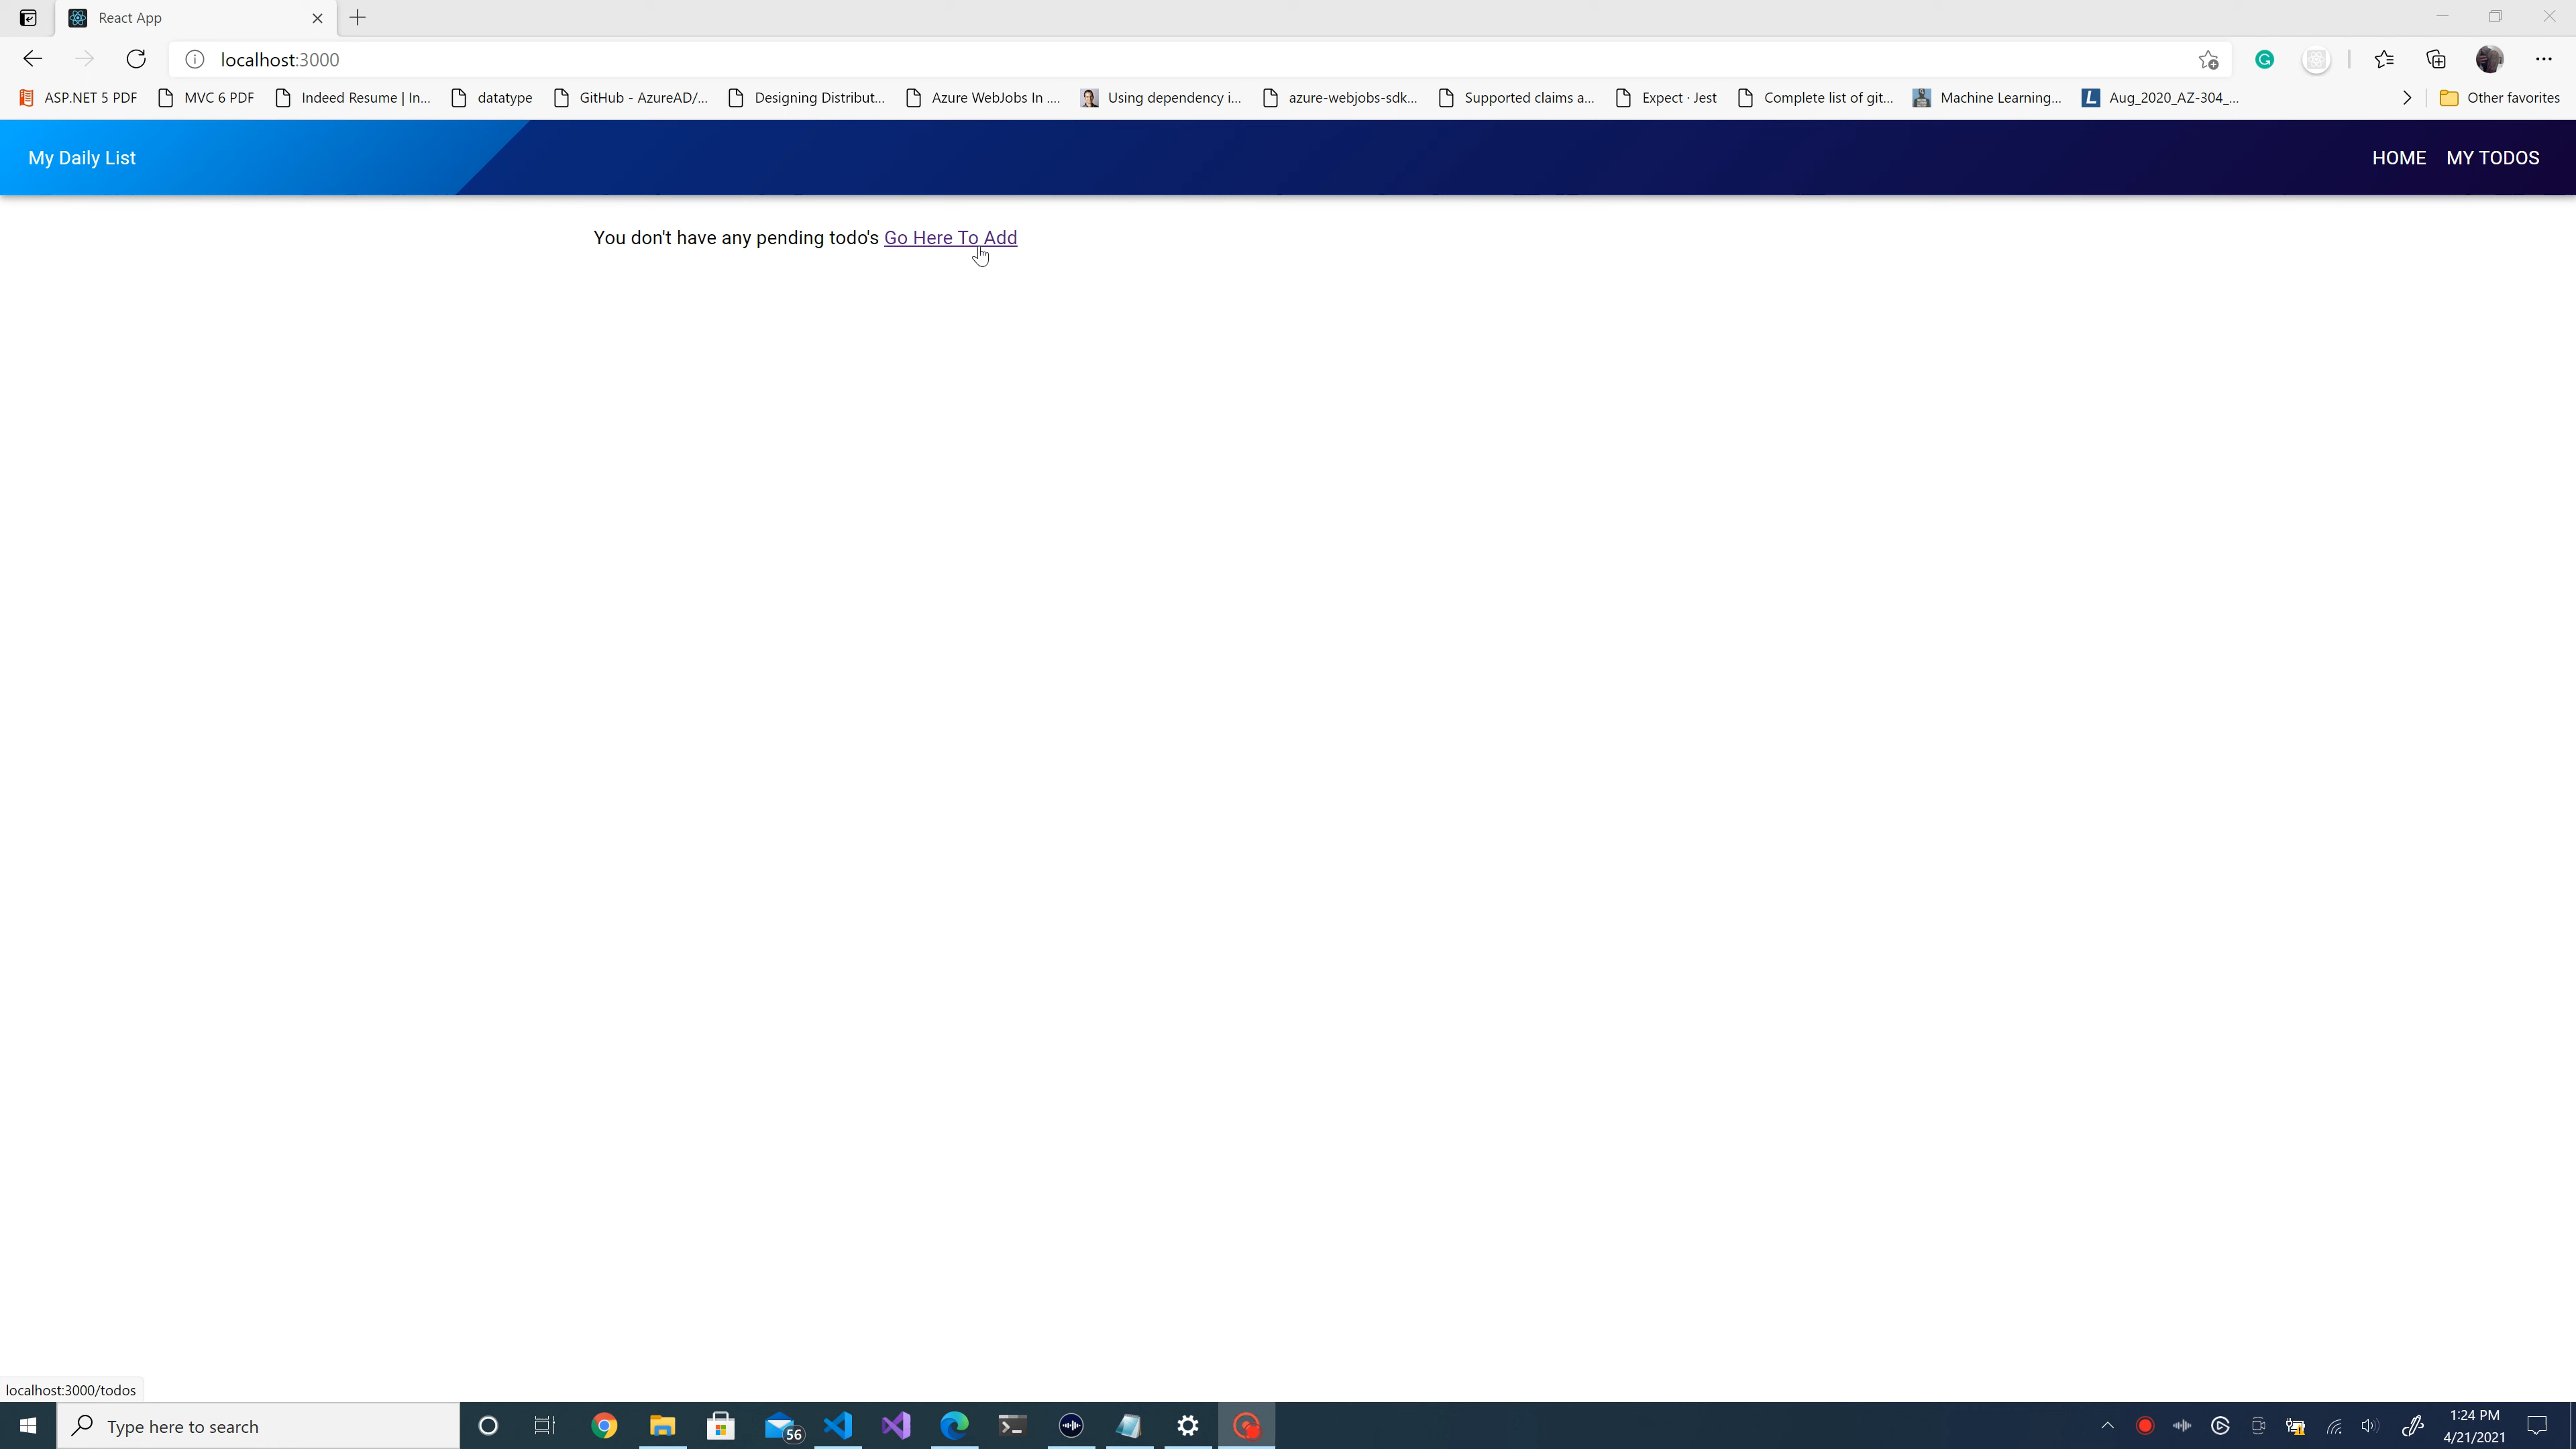 React App
localhost:3000
ASP.NET 5 PDF
MVC 6 PDF
Indeed Resume | In...
datatype
GitHub - AzureAD/...
Designing Distribut...
Azure WebJobs In ....
Using dependency i...
azure-webjobs-sdk...
Supported claims a...
Expect · Jest
Complete list of git...
Machine Learning...
L Aug_2020_AZ-304_...
Other favorites
My Daily List
HOME MY TODOS
You don't have any pending todo's Go Here To Add
localhost:3000/todos
Type here to search
56
1:24 PM
4/21/2021